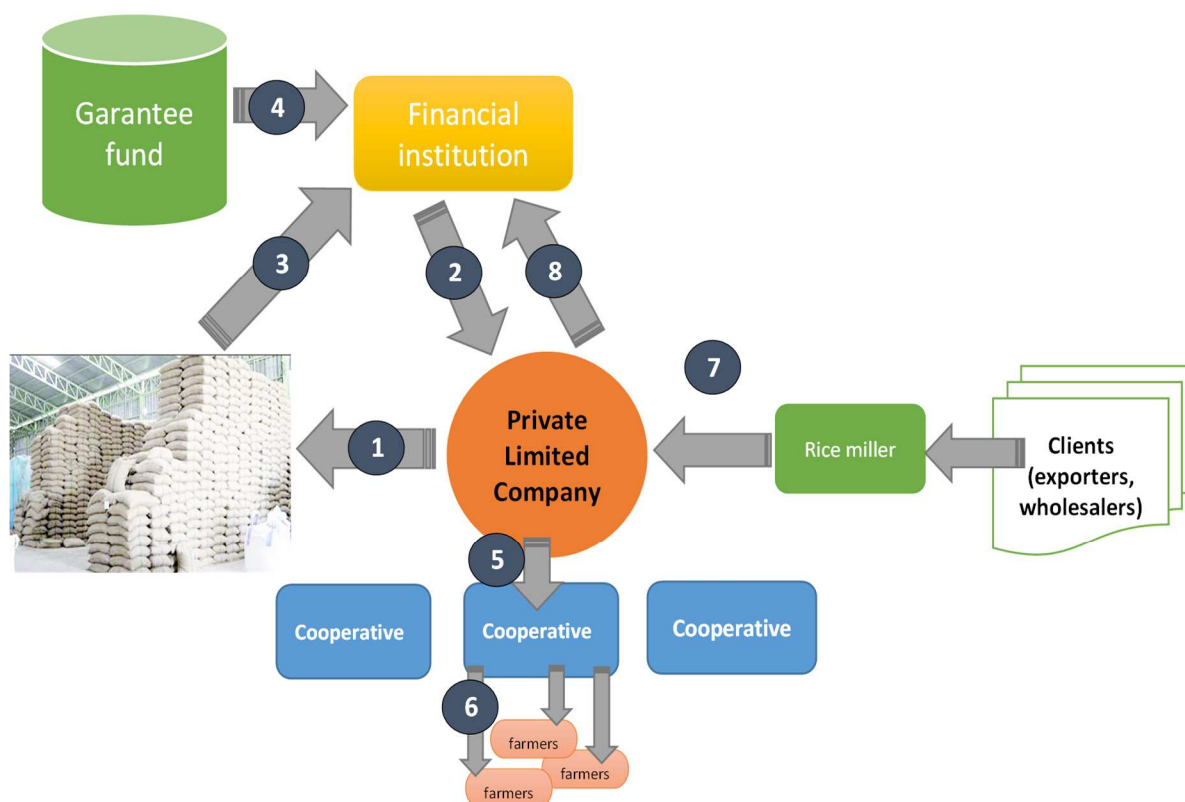 Garantee
fund
4
Financial
institution
3
2
8
7
1
Private
Limited
Company
Rice miller
Clients
(exporters,
wholesalers)
5
Cooperative
Cooperative
Cooperative
6
farmers
farmers
farmers